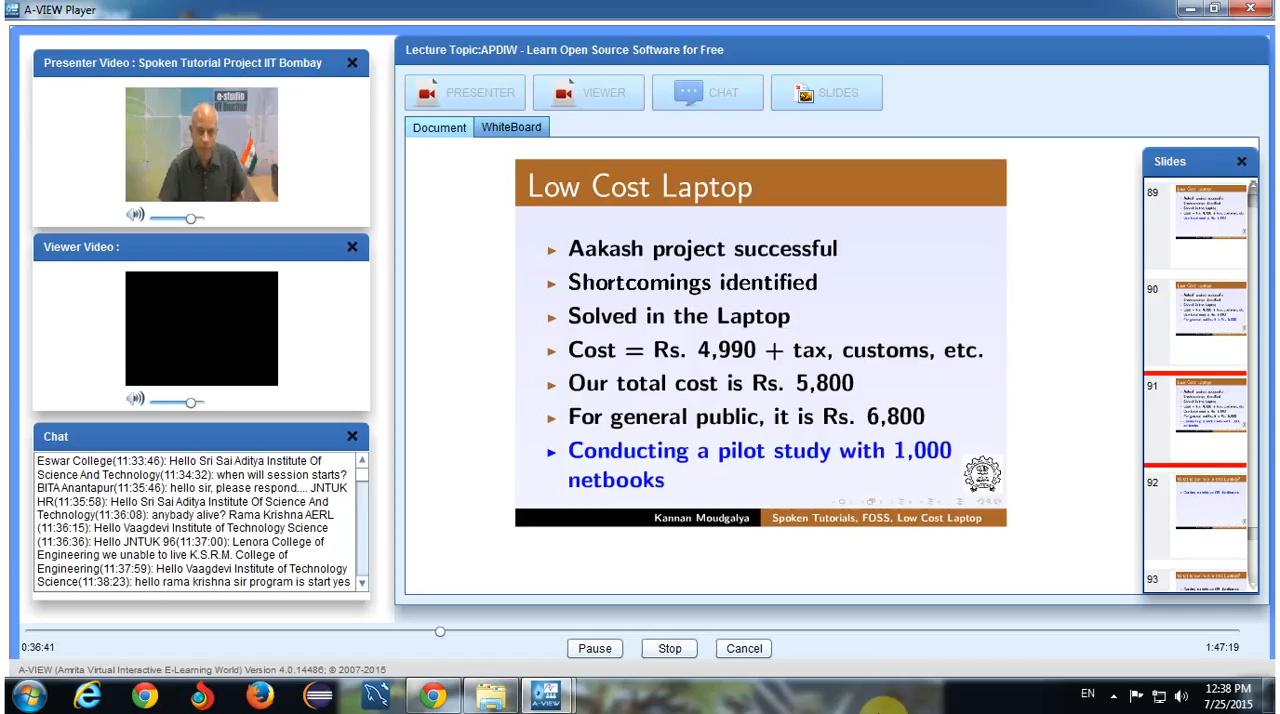 A-VIEW Player
Presenter Video : Spoken Tutorial Project IIT Bombay
e-studio
Viewer Video :
Chat
Eswar College(11:33:46): Hello Sri Sai Aditya Institute Of
Science And Technology(11:34:32): when will session starts?
BITA Anantapur(11:35:46): hello sir, please respond.... JNTUK
HR(11:35:58): Hello Sri Sai Aditya Institute Of Science And
Technology(11:36:08): anybady alive? Rama Krishna AERL
(11:36:15): Hello Vaagdevi Institute of Technology Science
(11:36:36): Hello JNTUK 96(11:37:00): Lenora College of
Engineering we unable to live K.S.R.M. College of
Engineering(11:37:59): Hello Vaagdevi Institute of Technology
Science(11:38:23): hello rama krishna sir program is start yes
Lecture Topic:APDIW - Learn Open Source Software for Free
PRESENTER
VIEWER
CHAT
SLIDES
Document
WhiteBoard
Low Cost Laptop
Aakash project successful
Shortcomings identified
Solved in the Laptop
Cost = Rs. 4,990 + tax, customs, etc.
Our total cost is Rs. 5,800
For general public, it is Rs. 6,800
Conducting a pilot study with 1,000
netbooks
Kannan Moudgalya
Spoken Tutorials, FOSS, Low Cost Laptop
Slides
89
90
91
92
93
0:36:41
Pause
Stop
Cancel
1:47:19
A-VIEW (Amrita Virtual Interactive E-Learning World) Version 4.0.14486; © 2007-2015
A-VIEW
EN
12:38 PM
7/25/2015